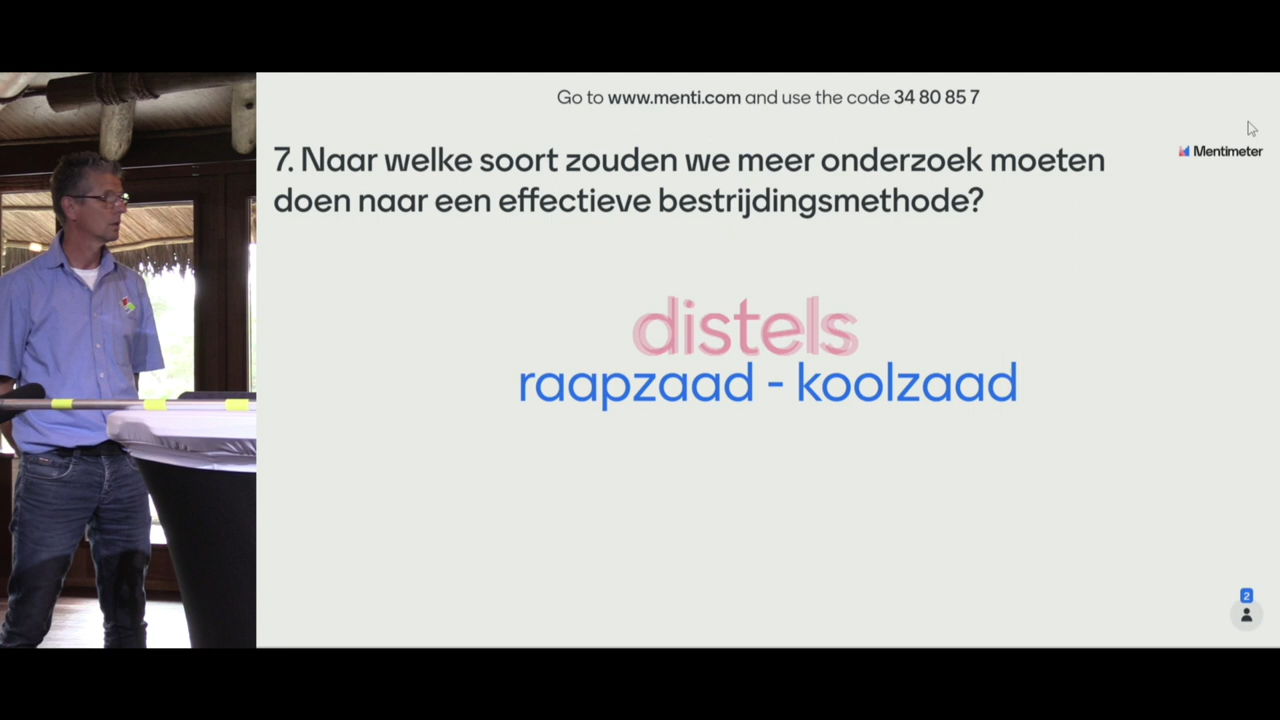 Go to www.menti.com and use the code 34 80 85 7
Mentimeter
7. Naar welke soort zouden we meer onderzoek moeten
doen naar een effectieve bestrijdingsmethode?
distels
raapzaad - koolzaad
2